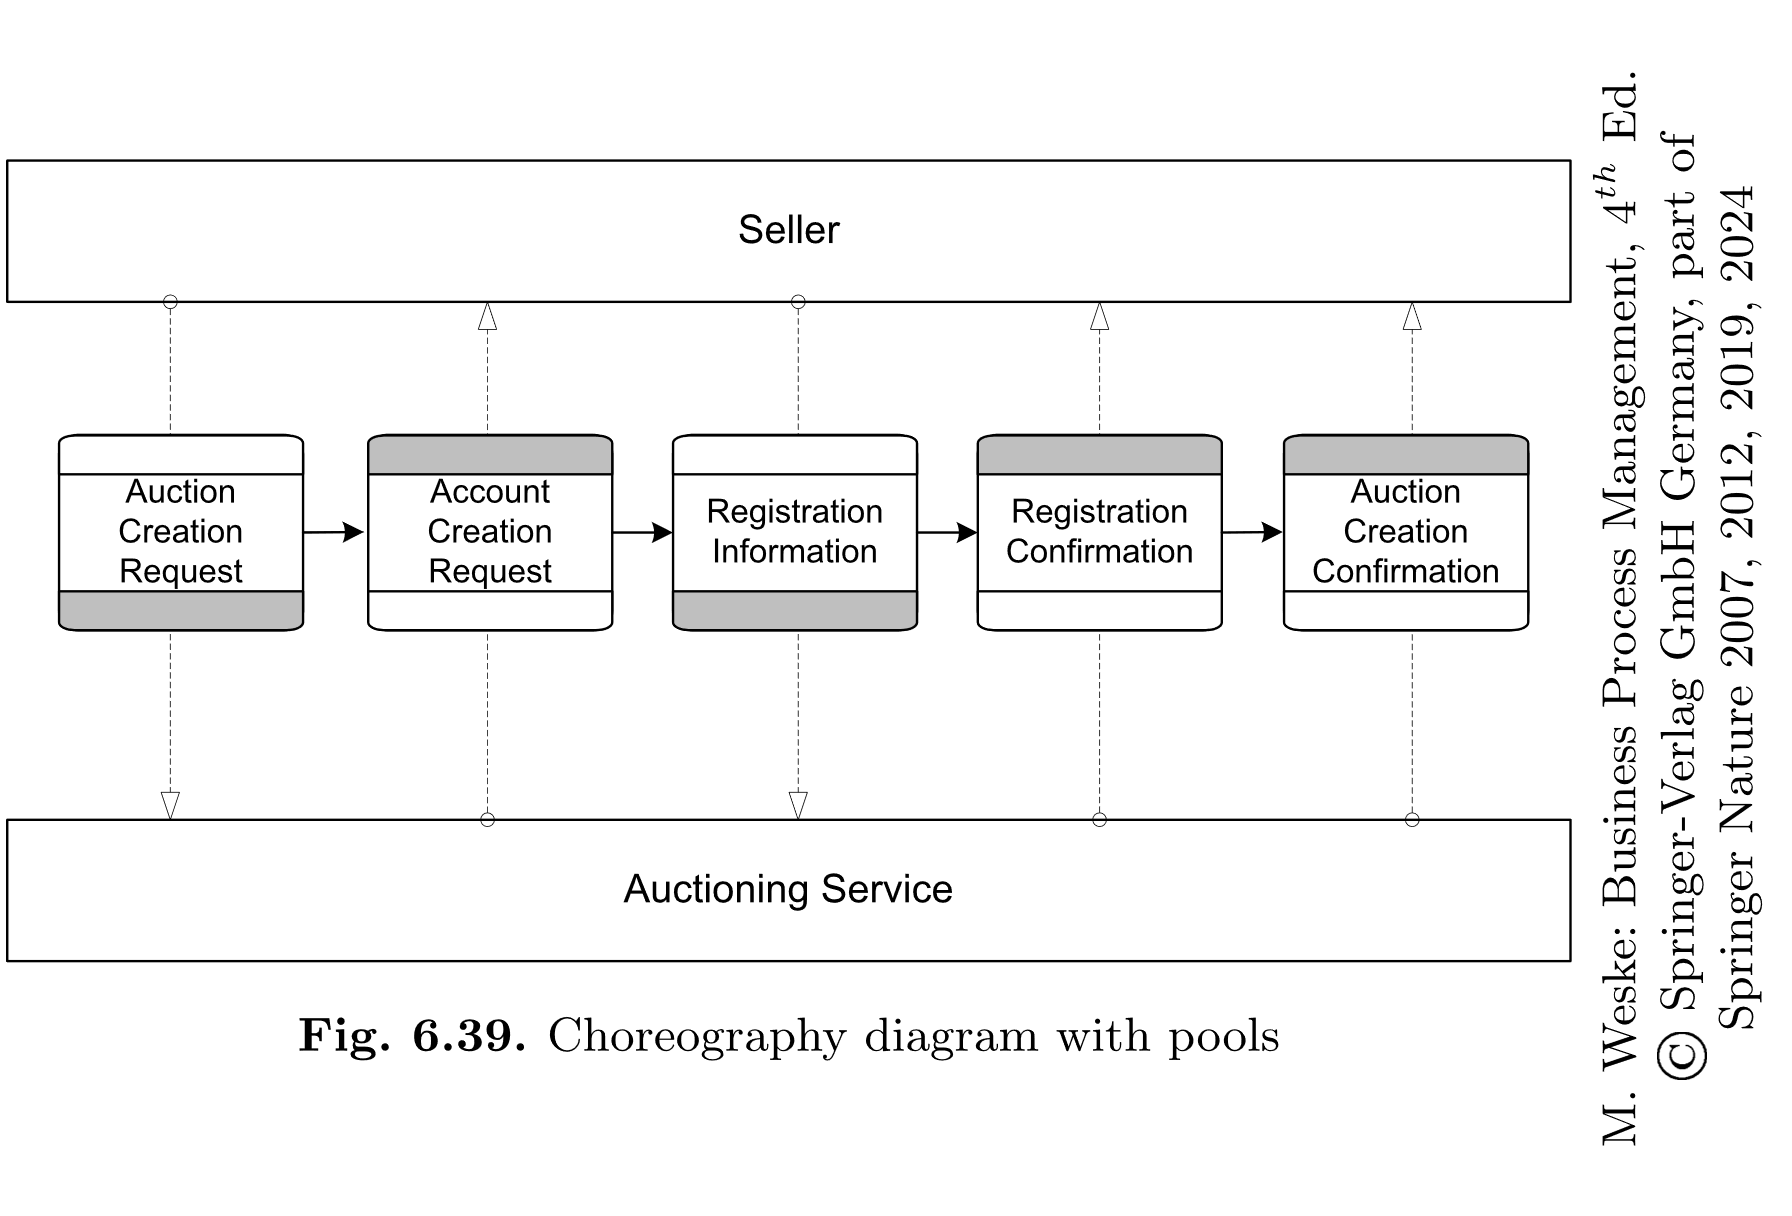 Seller
Auction
Creation
Request
Account
Creation
Request
Registration
Information
Registration
Confirmation
Auction
Creation
Confirmation
Auctioning Service
Fig. 6.39. Choreography diagram with pools
M. Weske: Business Process Management, 4th Ed.
© Springer-Verlag GmbH Germany, part of
Springer Nature 2007, 2012, 2019, 2024